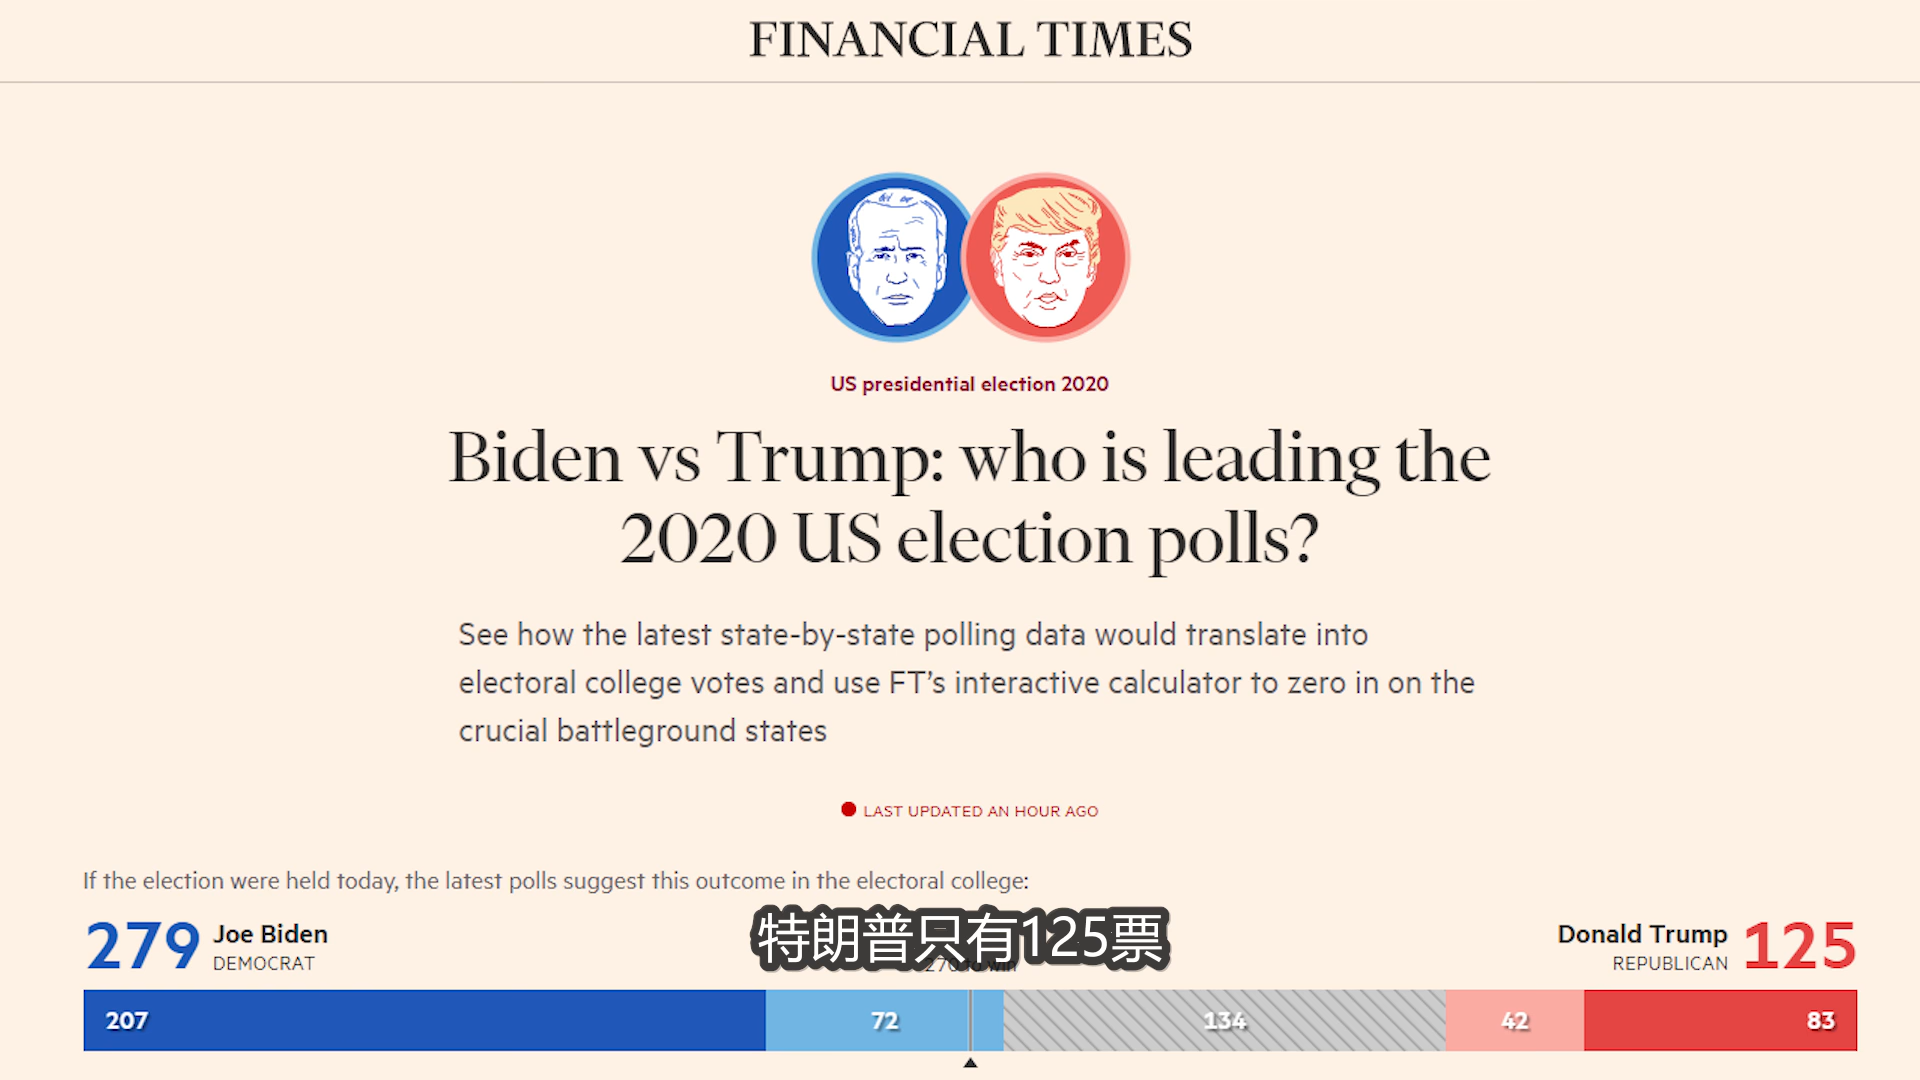 FINANCIAL TIMES
US presidential election 2020
Biden vs Trump: who is leading the
2020 US election polls?
See how the latest state-by-state polling data would translate into
electoral college votes and use FT's interactive calculator to zero in on the
crucial battleground states
LAST UPDATED AN HOUR AGO
If the election were held today, the latest polls suggest this outcome in the electoral college:
279 Joe Biden
DEMOCRAT
特朗普只有125票
270 to win
Donald Trump 125
REPUBLICAN
207 72 134 42 83